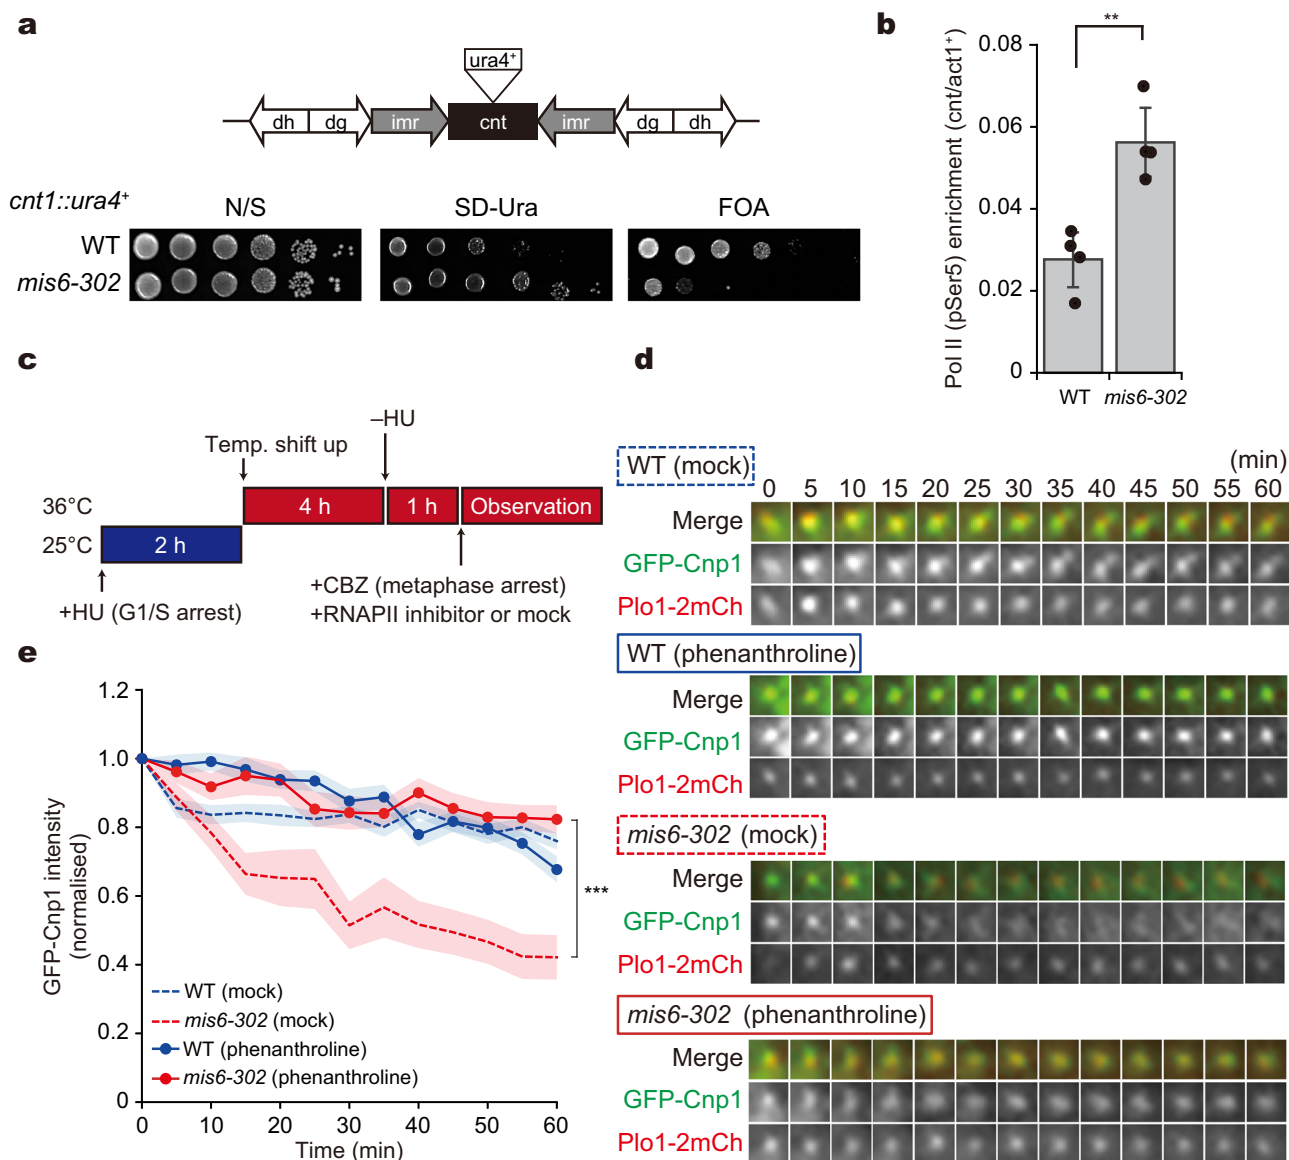 a
ura4+
dh dg imr cnt imr dg dh
cnt1::ura4+
N/S SD-Ura FOA
WT
mis6-302
b
**
Pol II (pSer5) enrichment (cnt/act1+)
0.08
0.06
0.04
0.02
0
WT mis6-302
c
–HU
Temp. shift up
36°C 4 h 1 h Observation
25°C 2 h
+HU (G1/S arrest)
+CBZ (metaphase arrest)
+RNAPII inhibitor or mock
d
WT (mock)
(min)
0 5 10 15 20 25 30 35 40 45 50 55 60
Merge
GFP-Cnp1
Plo1-2mCh
WT (phenanthroline)
Merge
GFP-Cnp1
Plo1-2mCh
mis6-302 (mock)
Merge
GFP-Cnp1
Plo1-2mCh
mis6-302 (phenanthroline)
Merge
GFP-Cnp1
Plo1-2mCh
e
GFP-Cnp1 intensity
(normalised)
1.2
1.0
0.8
0.6
0.4
0.2
0
***
WT (mock)
mis6-302 (mock)
WT (phenanthroline)
mis6-302 (phenanthroline)
0 10 20 30 40 50 60
Time (min)